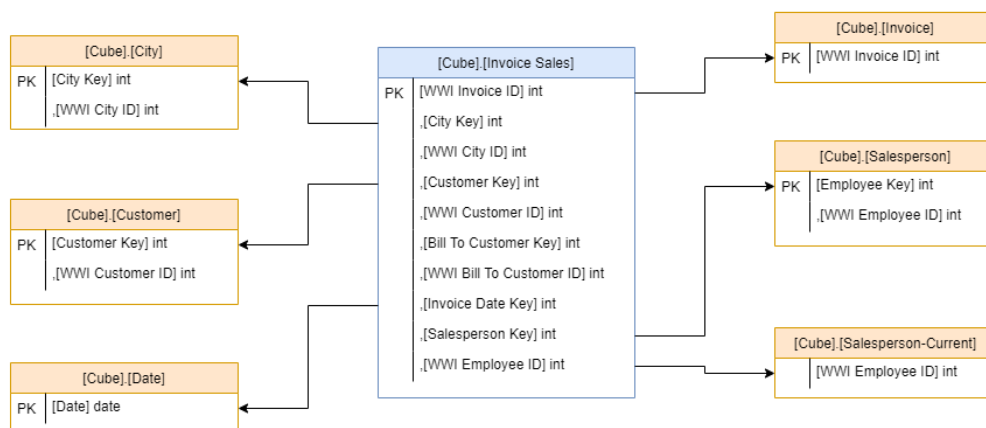 [Cube].[City]
PK [City Key] int
,[WWI City ID] int
[Cube].[Customer]
PK [Customer Key] int
,[WWI Customer ID] int
[Cube].[Date]
PK [Date] date
[Cube].[Invoice Sales]
PK [WWI Invoice ID] int
,[City Key] int
,[WWI City ID] int
,[Customer Key] int
,[WWI Customer ID] int
,[Bill To Customer Key] int
,[WWI Bill To Customer ID] int
,[Invoice Date Key] int
,[Salesperson Key] int
,[WWI Employee ID] int
[Cube].[Invoice]
PK [WWI Invoice ID] int
[Cube].[Salesperson]
PK [Employee Key] int
,[WWI Employee ID] int
[Cube].[Salesperson-Current]
[WWI Employee ID] int